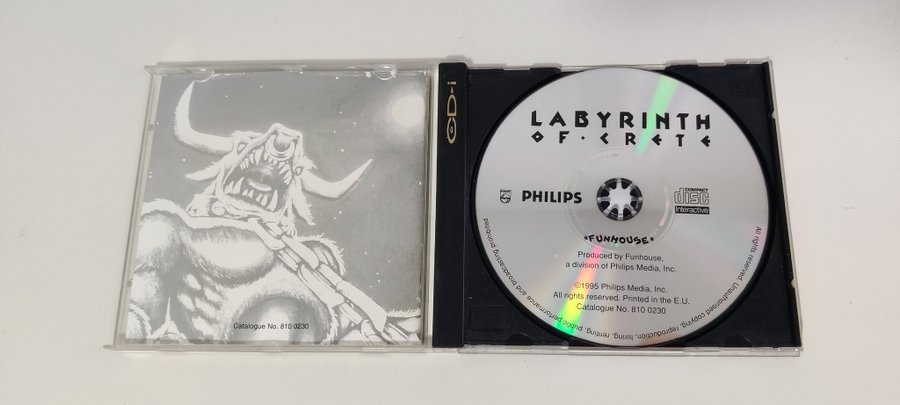 Catalogue No. 810 0230
CD-i
LABYRINTH
OF · CRETE
PHILIPS
PHILIPS
COMPACT
disc
Interactive
*FUNHOUSE*
Produced by Funhouse,
a division of Philips Media, Inc.
©1995 Philips Media, Inc.
All rights reserved. Printed in the E.U.
Catalogue No. 810 0230
All rights reserved. Unauthorised copying, reproduction, hiring, renting, public performance and broadcasting prohibited